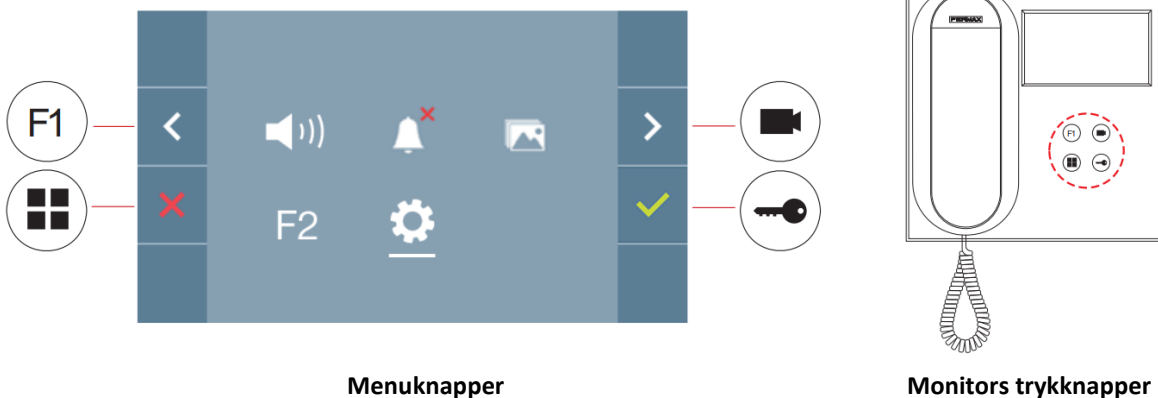 FERMAX
F1
F1
F2
Menuknapper
Monitors trykknapper